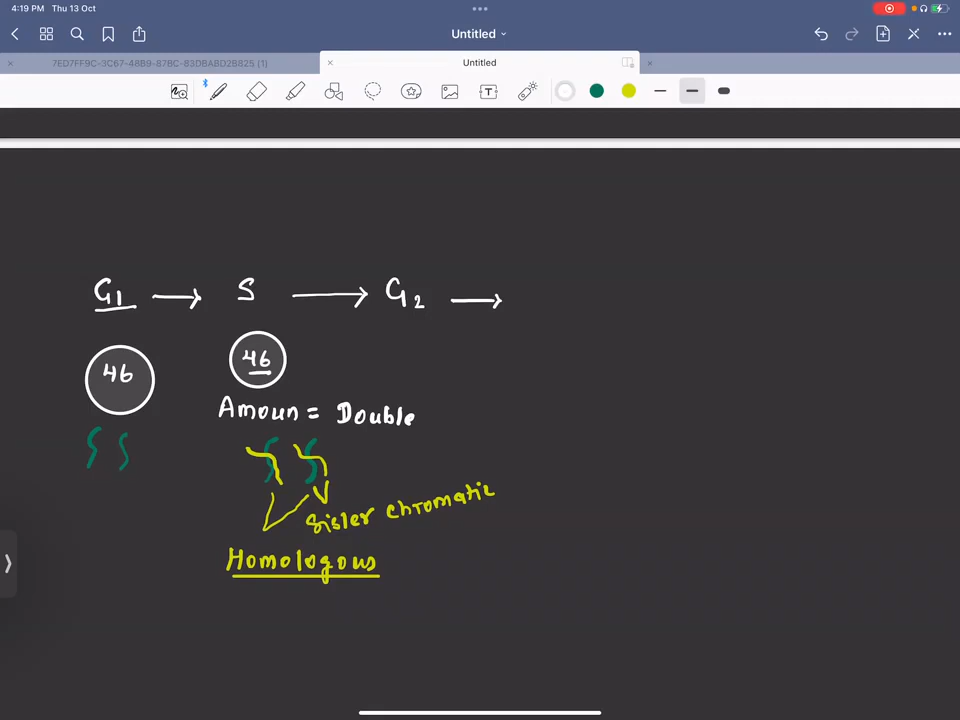 4:19 PM Thu 13 Oct
Untitled
7ED7FF9C-3C67-48B9-87BC-83DBABD2B825 (1)
Untitled
T
G1 → S → G2 →
46 46
Amoun = Double
Sister chromatic
Homologous